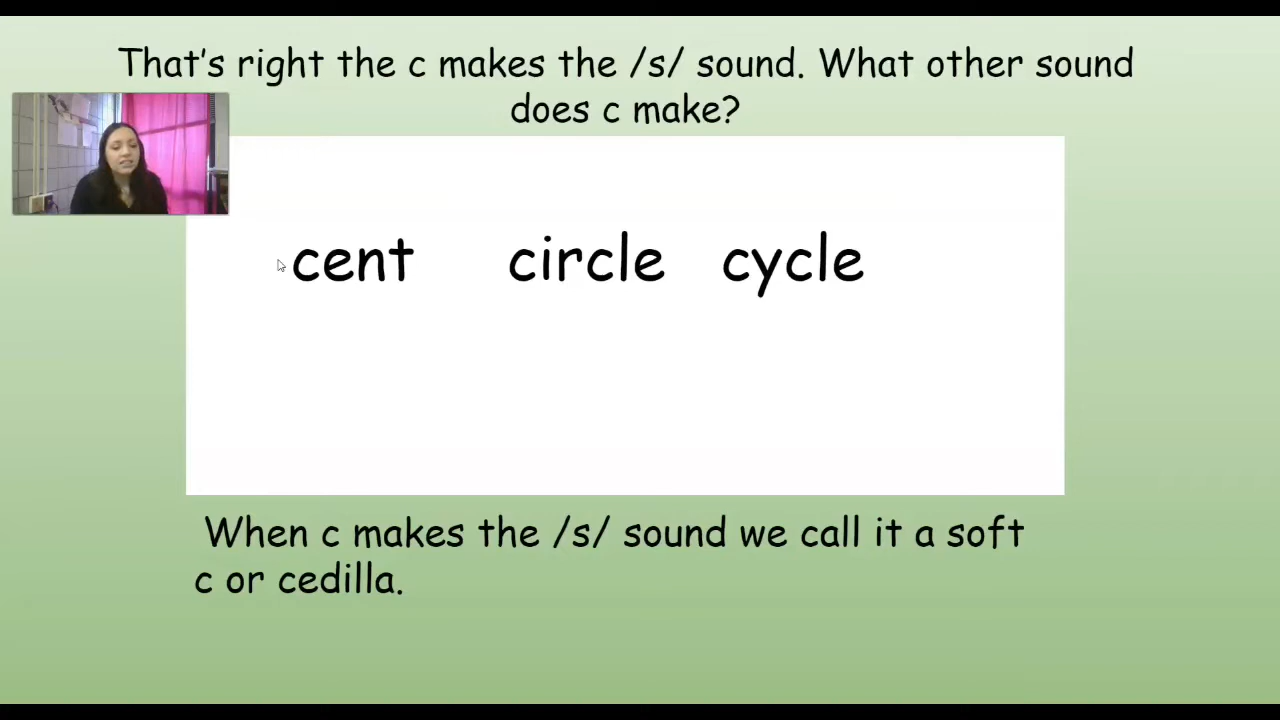 That's right the c makes the /s/ sound. What other sound
does c make?
cent circle cycle
When c makes the /s/ sound we call it a soft
c or cedilla.